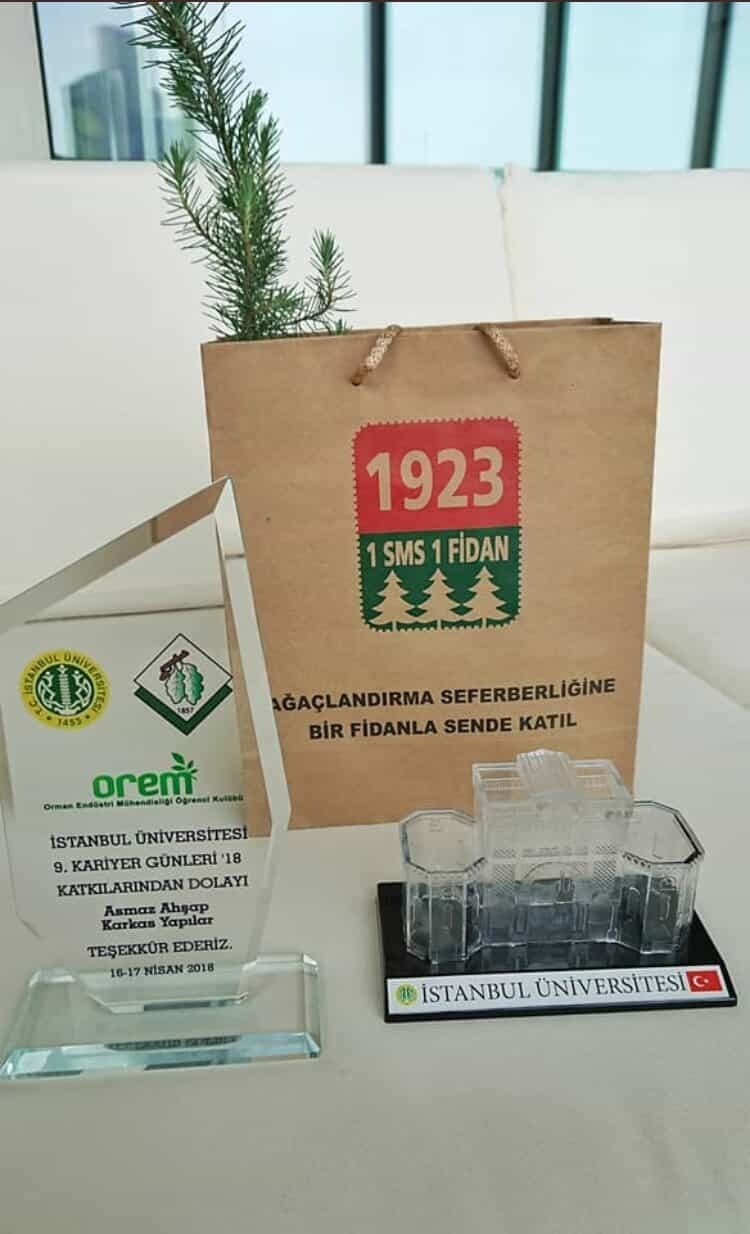 1923
1 SMS 1 FİDAN
AĞAÇLANDIRMA SEFERBERLİĞİNE
BİR FİDANLA SENDE KATIL
T.C. İSTANBUL ÜNİVERSİTESİ
1453
1857
orem
Orman Endüstri Mühendisliği Öğrenci Kulübü
İSTANBUL ÜNİVERSİTESİ
9. KARİYER GÜNLERİ '18
KATKILARINDAN DOLAYI
Asmaz Ahşap
Karkas Yapılar
TEŞEKKÜR EDERİZ.
16-17 NİSAN 2018
İSTANBUL ÜNİVERSİTESİ